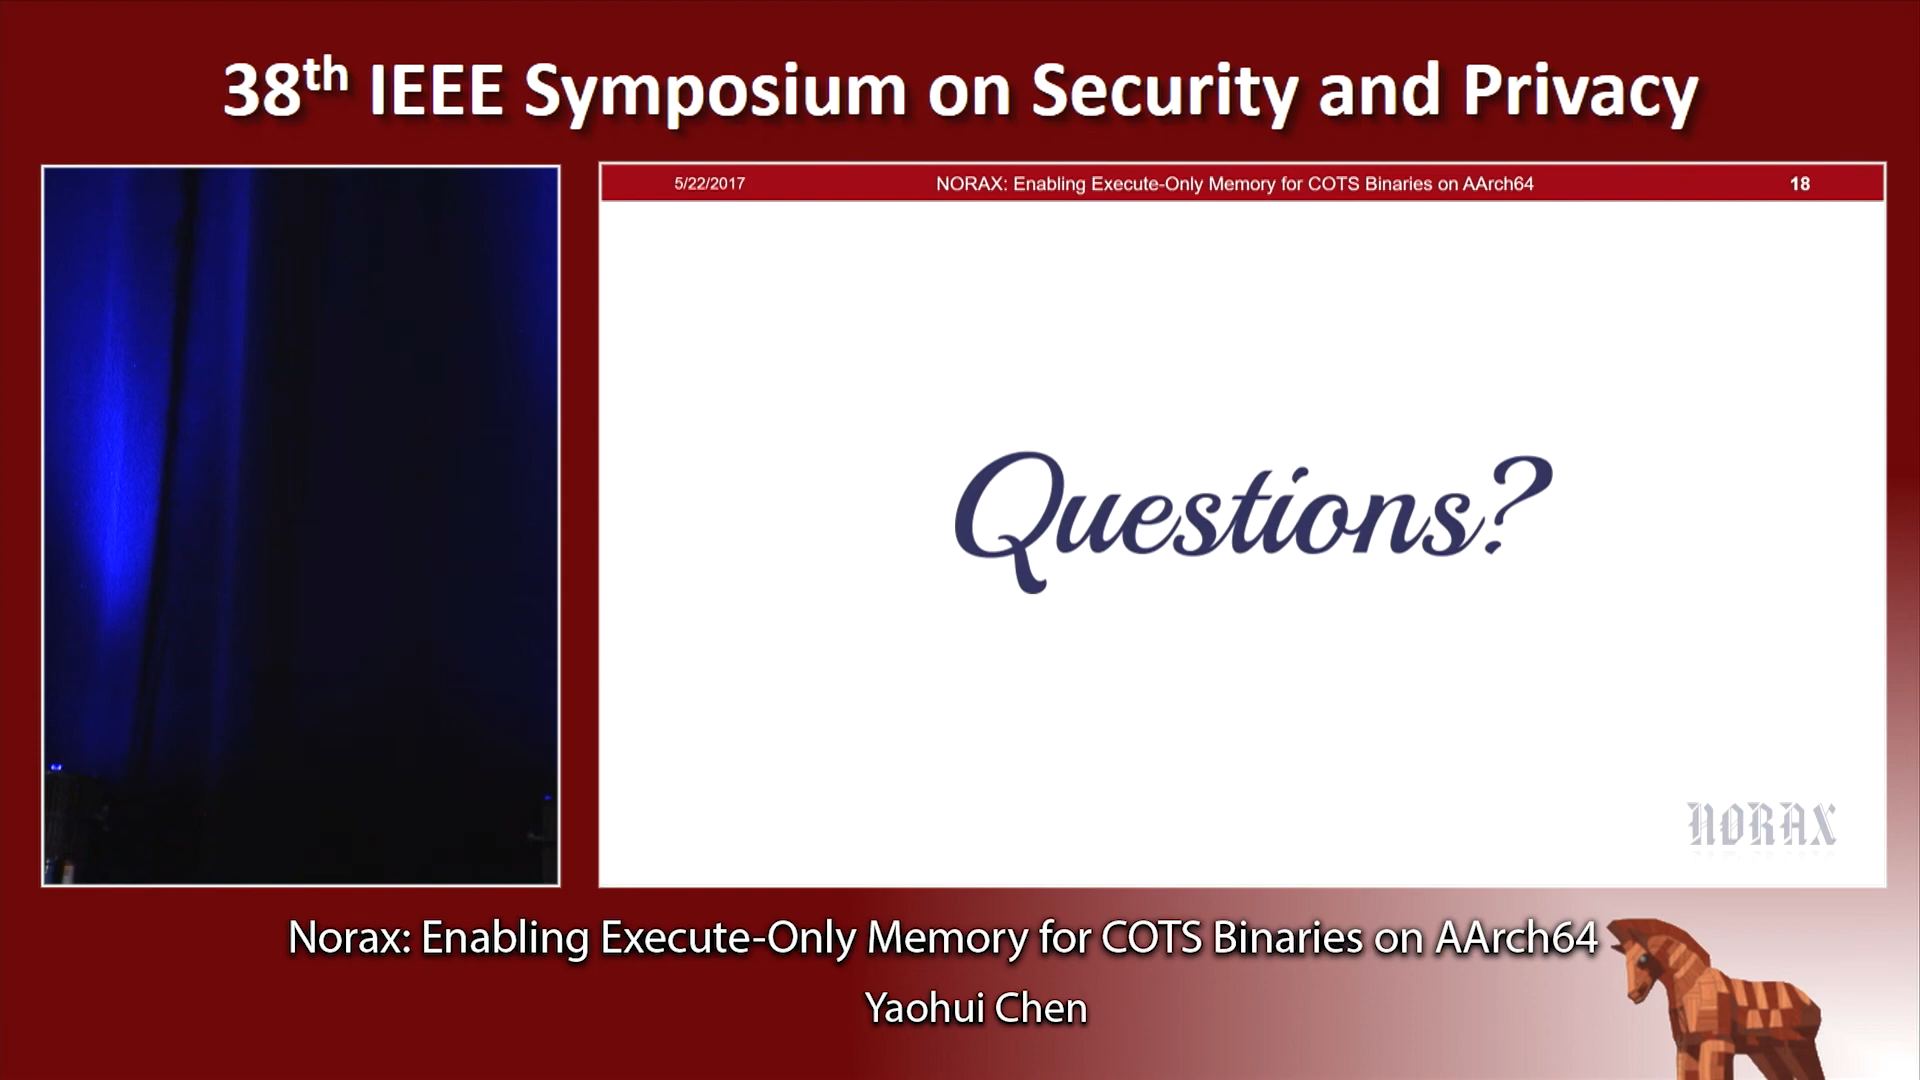 38th IEEE Symposium on Security and Privacy
5/22/2017 NORAX: Enabling Execute-Only Memory for COTS Binaries on AArch64 18
Questions?
NORAX
Norax: Enabling Execute-Only Memory for COTS Binaries on AArch64
Yaohui Chen